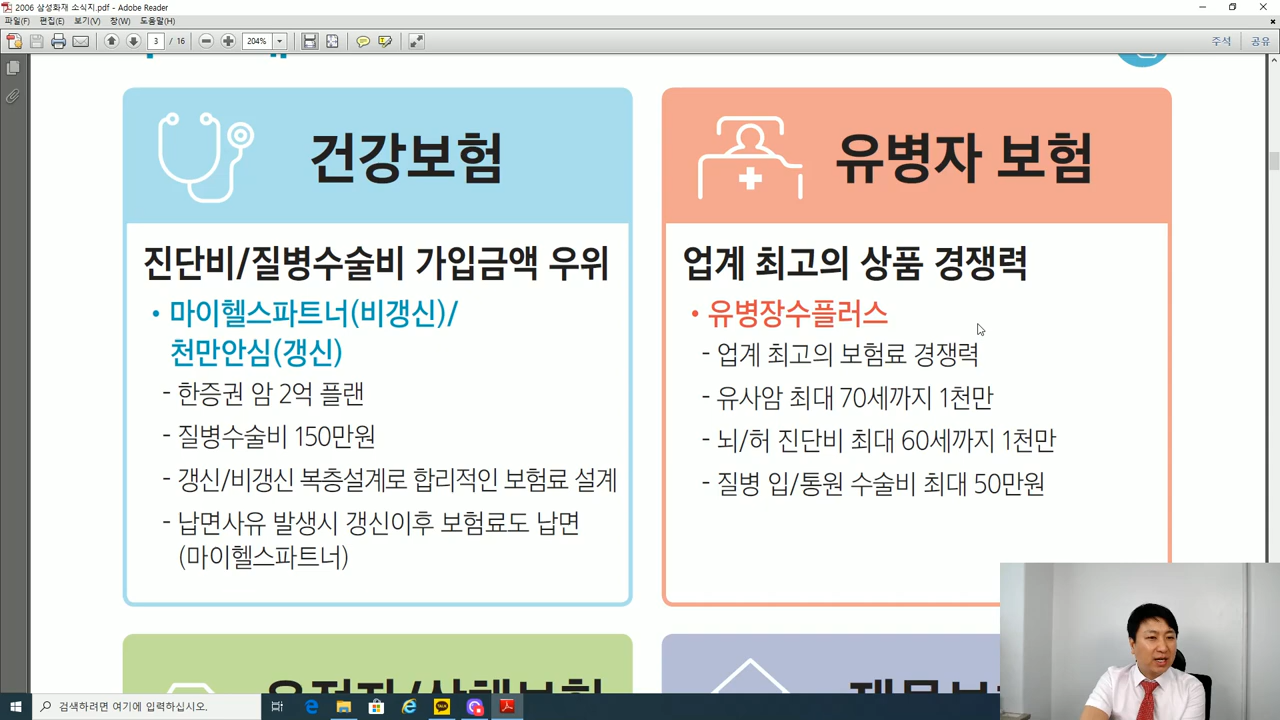 2006 삼성화재 소식지.pdf - Adobe Reader
파일(F) 편집(E) 보기(V) 창(W) 도움말(H)
3 / 16 204% 주석 공유
건강보험
진단비/질병수술비 가입금액 우위
• 마이헬스파트너(비갱신)/
천만안심(갱신)
- 한증권 암 2억 플랜
- 질병수술비 150만원
- 갱신/비갱신 복층설계로 합리적인 보험료 설계
- 납면사유 발생시 갱신이후 보험료도 납면
(마이헬스파트너)
유병자 보험
업계 최고의 상품 경쟁력
• 유병장수플러스
- 업계 최고의 보험료 경쟁력
- 유사암 최대 70세까지 1천만
- 뇌/허 진단비 최대 60세까지 1천만
- 질병 입/통원 수술비 최대 50만원
검색하려면 여기에 입력하십시오.
TALK